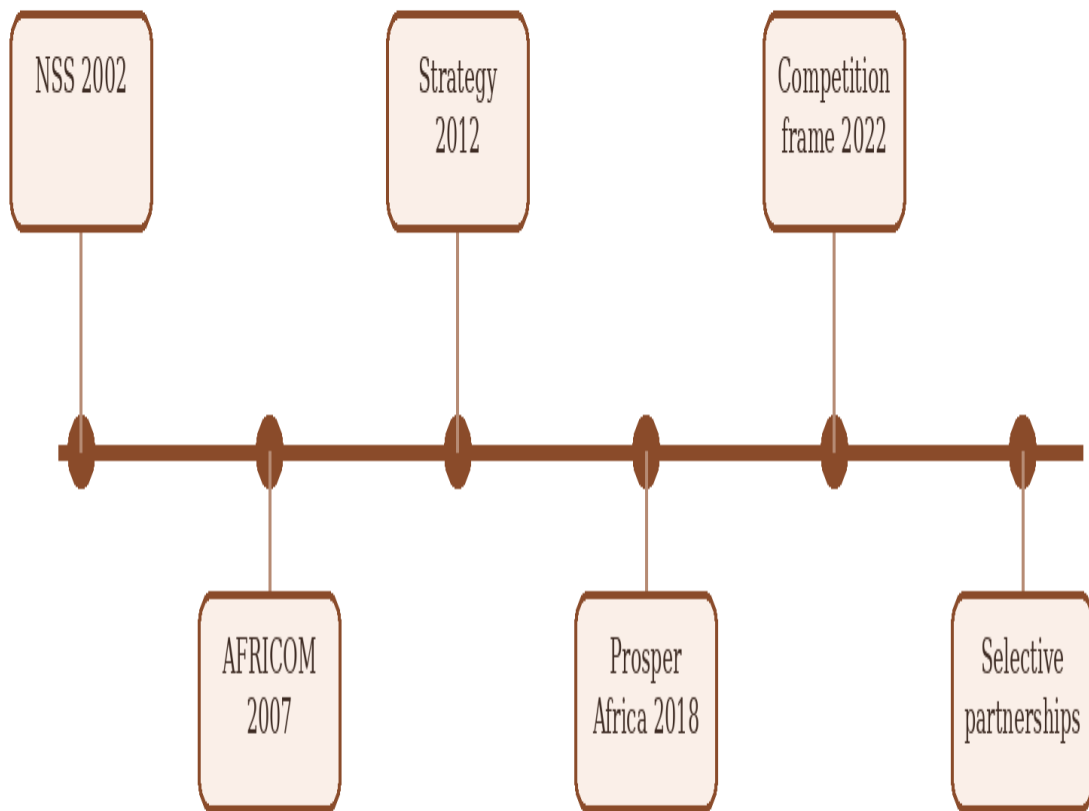 NSS 2002
AFRICOM
2007
Strategy
2012
Prosper
Africa 2018
Competition
frame 2022
Selective
partnerships